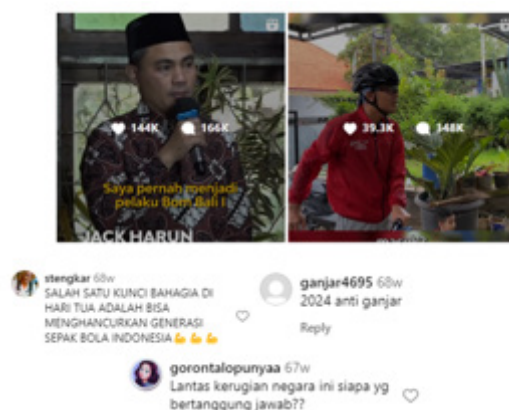 144K 166K
39.3K 148K
Saya pernah menjadi
pelaku Bom Bali I
JACK HARUN
stengkar 68w
SALAH SATU KUNCI BAHAGIA DI
HARI TUA ADALAH BISA
MENGHANCURKAN GENERASI
SEPAK BOLA INDONESIA💪💪💪
ganjar4695 68w
2024 anti ganjar
Reply
gorontalopunyaa 67w
Lantas kerugian negara ini siapa yg
bertanggung jawab??